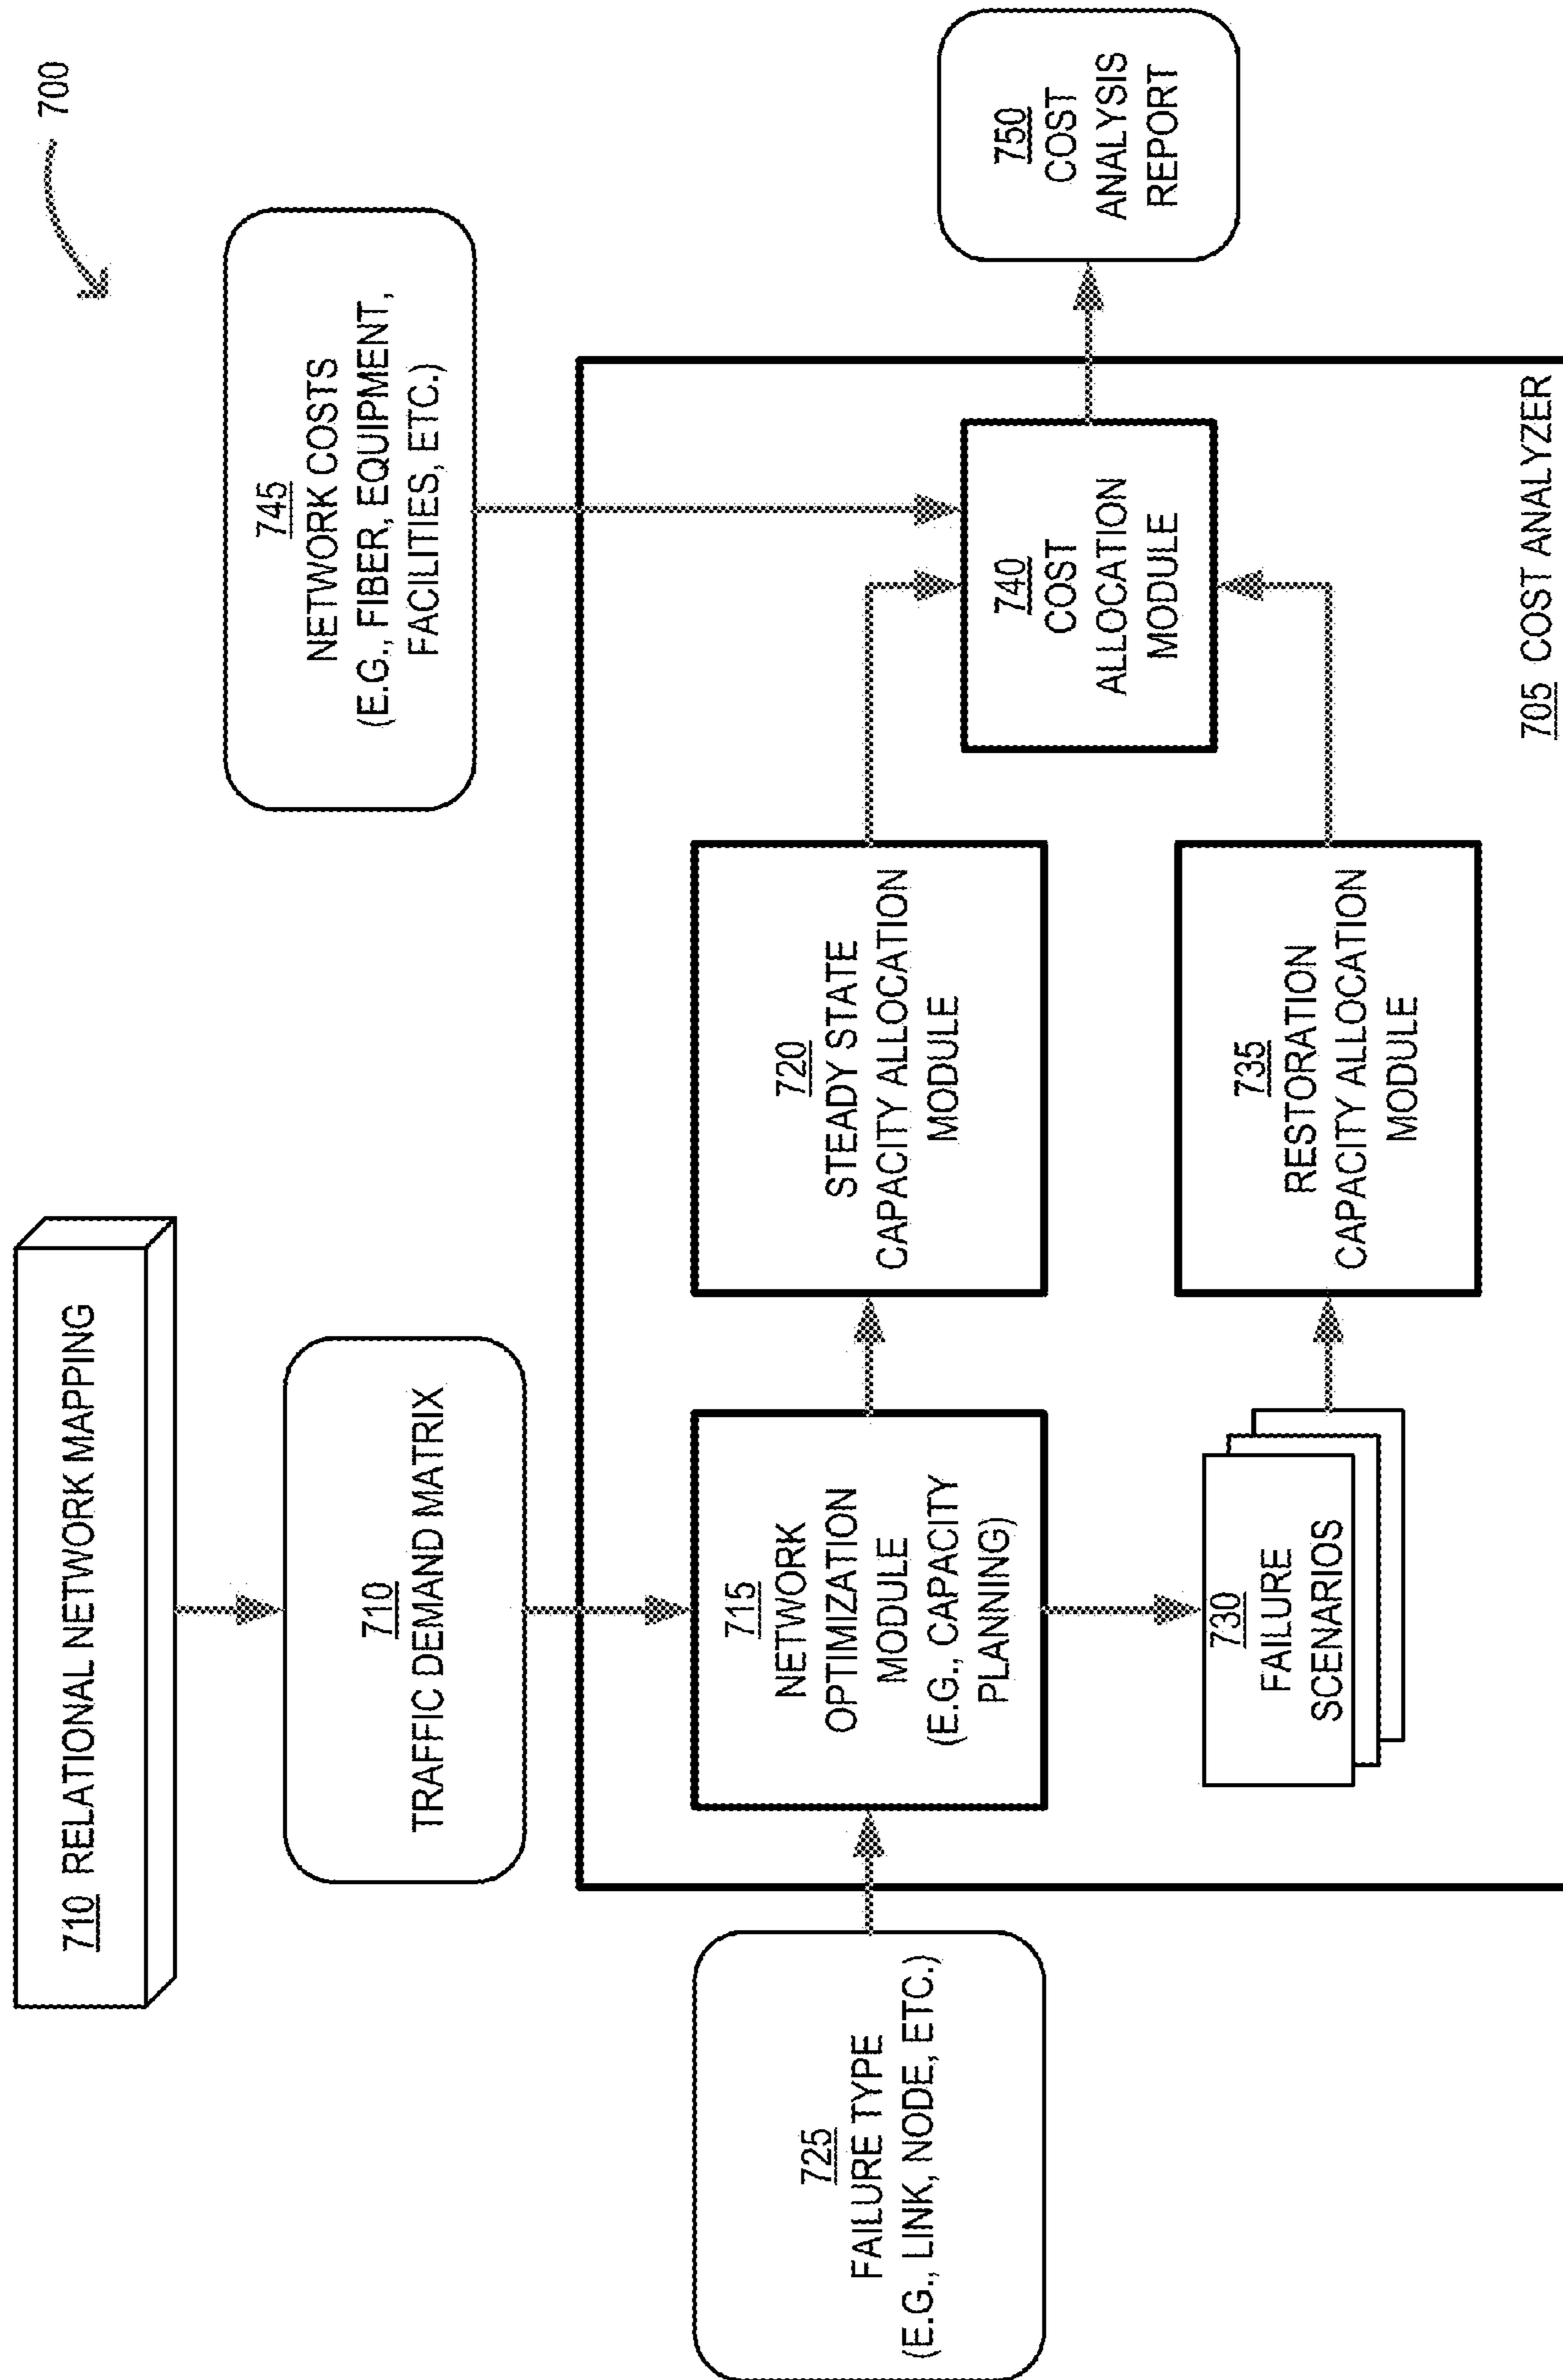 700
710 RELATIONAL NETWORK MAPPING
710
TRAFFIC DEMAND MATRIX
745
NETWORK COSTS
(E.G., FIBER, EQUIPMENT,
FACILITIES, ETC.)
725
FAILURE TYPE
(E.G., LINK, NODE, ETC.)
715
NETWORK
OPTIMIZATION
MODULE
(E.G., CAPACITY
PLANNING)
720
STEADY STATE
CAPACITY ALLOCATION
MODULE
740
COST
ALLOCATION
MODULE
750
COST
ANALYSIS
REPORT
730
FAILURE
SCENARIOS
735
RESTORATION
CAPACITY ALLOCATION
MODULE
705 COST ANALYZER